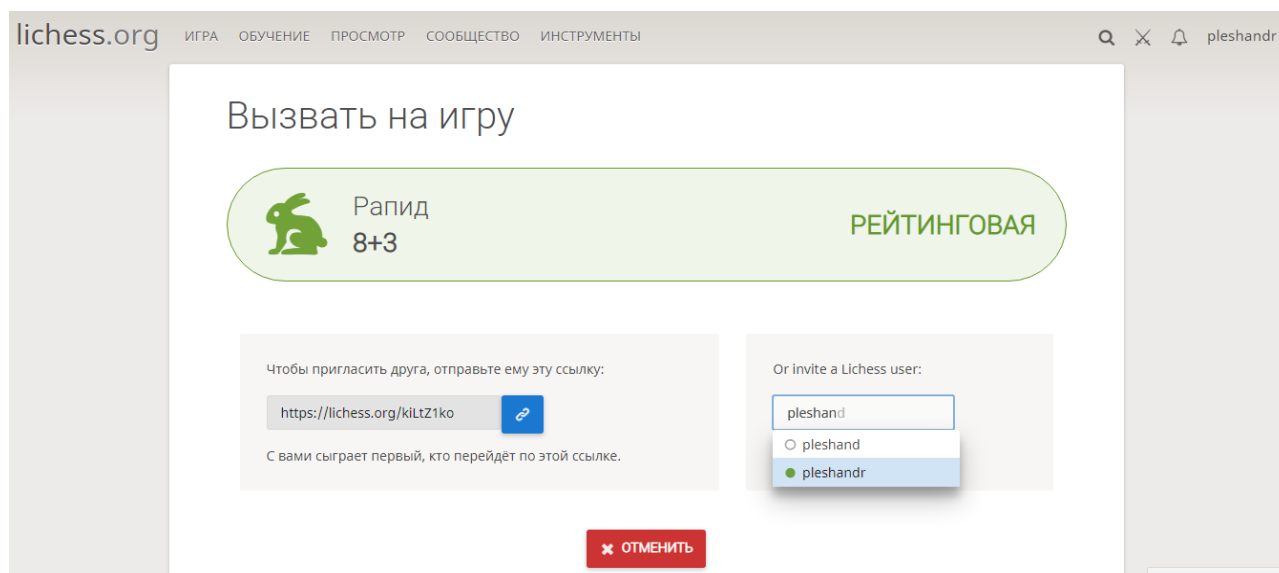 lichess.org ИГРА ОБУЧЕНИЕ ПРОСМОТР СООБЩЕСТВО ИНСТРУМЕНТЫ pleshandr
Вызвать на игру
Рапид
8+3
РЕЙТИНГОВАЯ
Чтобы пригласить друга, отправьте ему эту ссылку:
https://lichess.org/kiLtZ1ko
С вами сыграет первый, кто перейдёт по этой ссылке.
Or invite a Lichess user:
pleshand
pleshand
pleshandr
ОТМЕНИТЬ